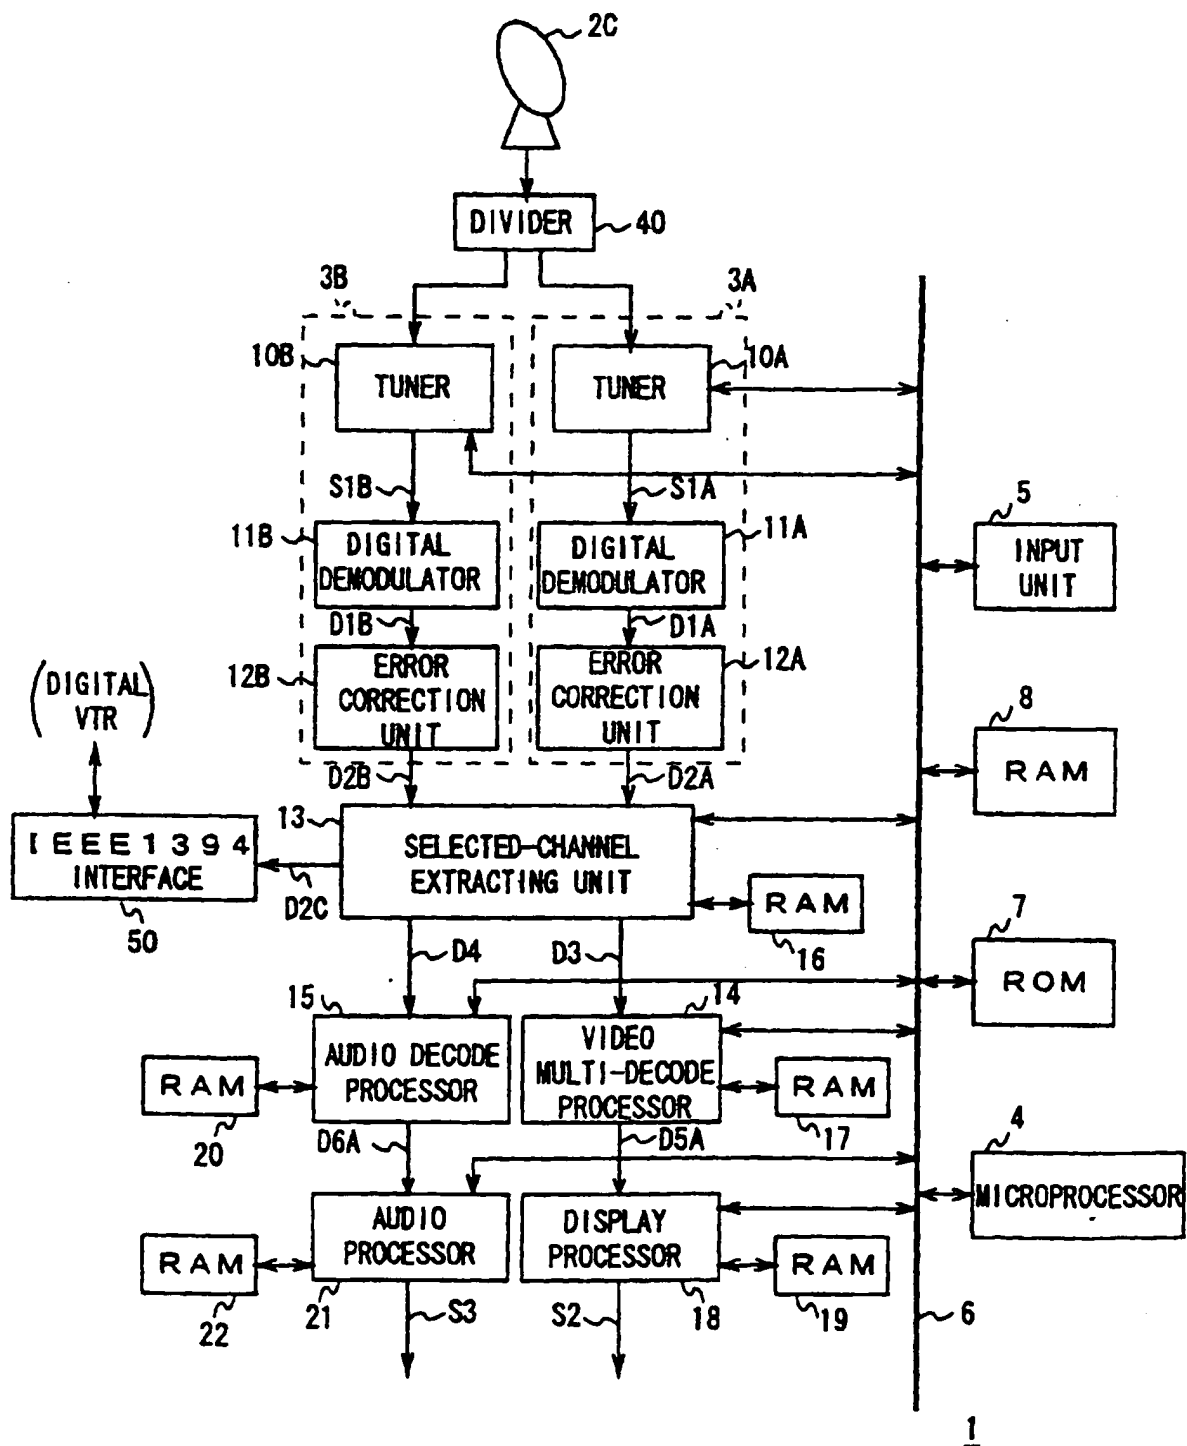 2C
DIVIDER
40
3B
3A
10B
TUNER
TUNER
10A
S1B
S1A
5
INPUT
UNIT
11B
DIGITAL
DEMODULATOR
DIGITAL
DEMODULATOR
11A
D1B
D1A
12B
ERROR
CORRECTION
UNIT
ERROR
CORRECTION
UNIT
12A
(DIGITAL
VTR)
D2B
D2A
8
RAM
13
SELECTED-CHANNEL
EXTRACTING UNIT
IEEE1394
INTERFACE
50
D2C
RAM
16
7
ROM
D4
D3
15
AUDIO DECODE
PROCESSOR
14
VIDEO
MULTI-DECODE
PROCESSOR
RAM
20
RAM
17
D6A
D5A
4
MICROPROCESSOR
AUDIO
PROCESSOR
21
DISPLAY
PROCESSOR
18
RAM
22
RAM
19
S3
S2
6
1